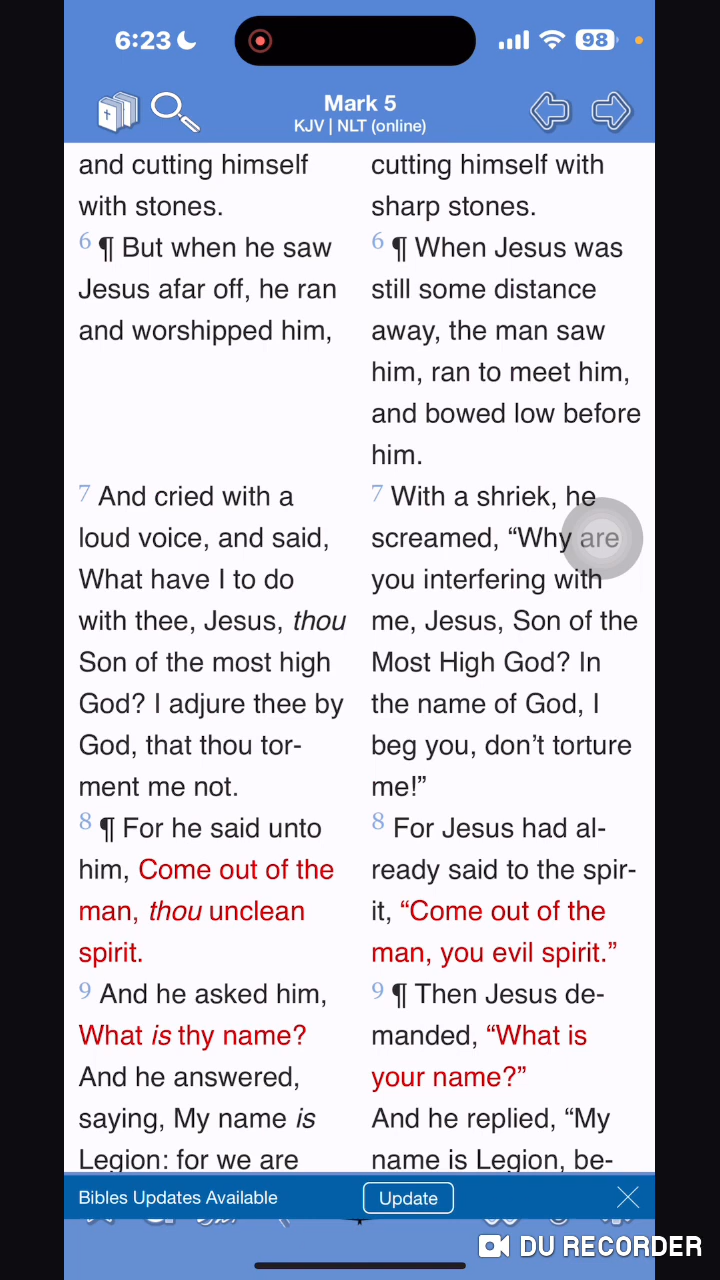 6:23
98
Mark 5
KJV | NLT (online)
and cutting himself
with stones.
6 ¶ But when he saw
Jesus afar off, he ran
and worshipped him,
7 And cried with a
loud voice, and said,
What have I to do
with thee, Jesus, thou
Son of the most high
God? I adjure thee by
God, that thou tor-
ment me not.
8 ¶ For he said unto
him, Come out of the
man, thou unclean
spirit.
9 And he asked him,
What is thy name?
And he answered,
saying, My name is
Legion: for we are
cutting himself with
sharp stones.
6 ¶ When Jesus was
still some distance
away, the man saw
him, ran to meet him,
and bowed low before
him.
7 With a shriek, he
screamed, “Why are
you interfering with
me, Jesus, Son of the
Most High God? In
the name of God, I
beg you, don’t torture
me!”
8 For Jesus had al-
ready said to the spir-
it, “Come out of the
man, you evil spirit.”
9 ¶ Then Jesus de-
manded, “What is
your name?”
And he replied, “My
name is Legion, be-
Bibles Updates Available
Update
DU RECORDER